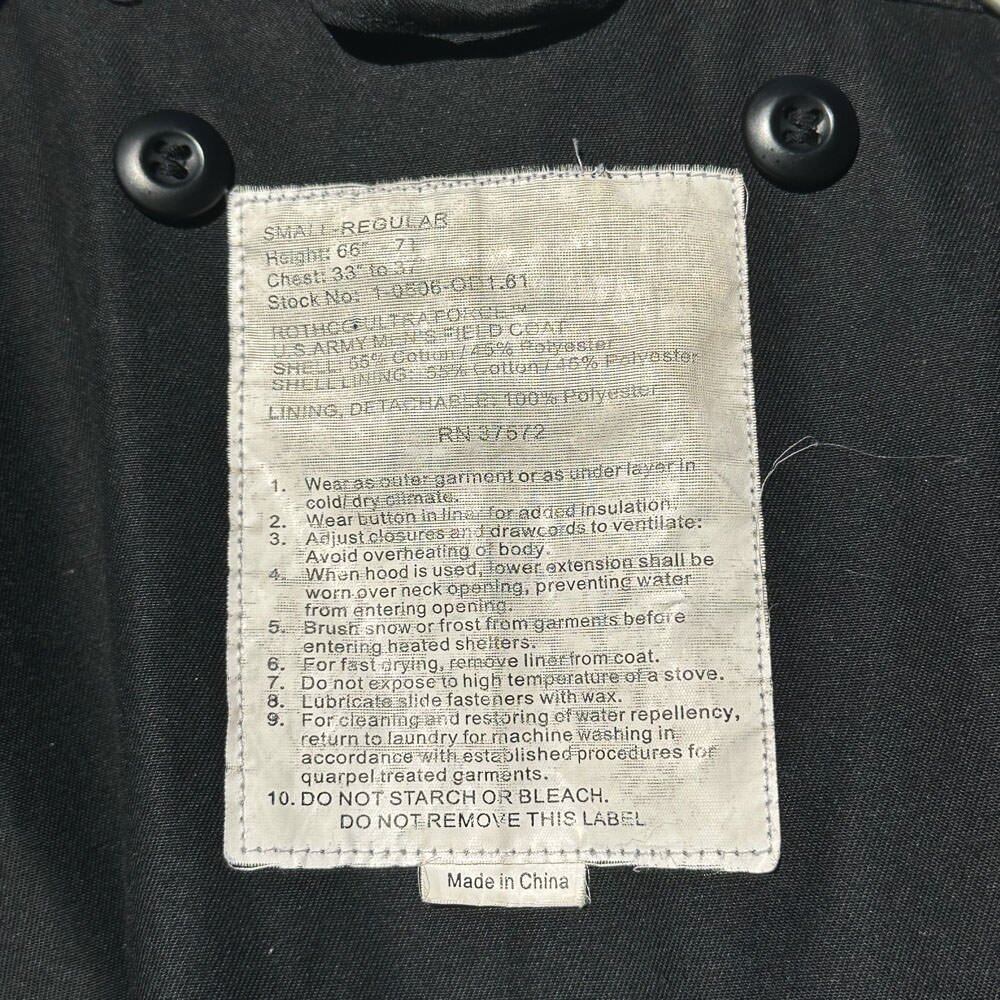 SMALL-REGULAR
Height: 66" 71
Chest: 33" to 37
Stock No:
ROTHCO ULTRA FORCE™
U.S ARMY MEN'S FIELD COAT
SHELL: 55% Cotton / 45% Polyester
SHELL LINING: 55% Cotton / 45% Polyester
LINING, DETACHABLE: 100% Polyester
RN
1. Wear as outer garment or as under layer in
cold/ dry climate.
2. Wear button in liner for added insulation.
3. Adjust closures and drawcords to ventilate:
Avoid overheating of body.
4. When hood is used, lower extension shall be
worn over neck opening, preventing water
from entering opening.
5. Brush snow or frost from garments before
entering heated shelters.
6. For fast drying, remove liner from coat.
7. Do not expose to high temperature of a stove.
8. Lubricate slide fasteners with wax.
9. For cleaning and restoring of water repellency,
return to laundry for machine washing in
accordance with established procedures for
quarpel treated garments.
10. DO NOT STARCH OR BLEACH.
DO NOT REMOVE THIS LABEL
Made in China